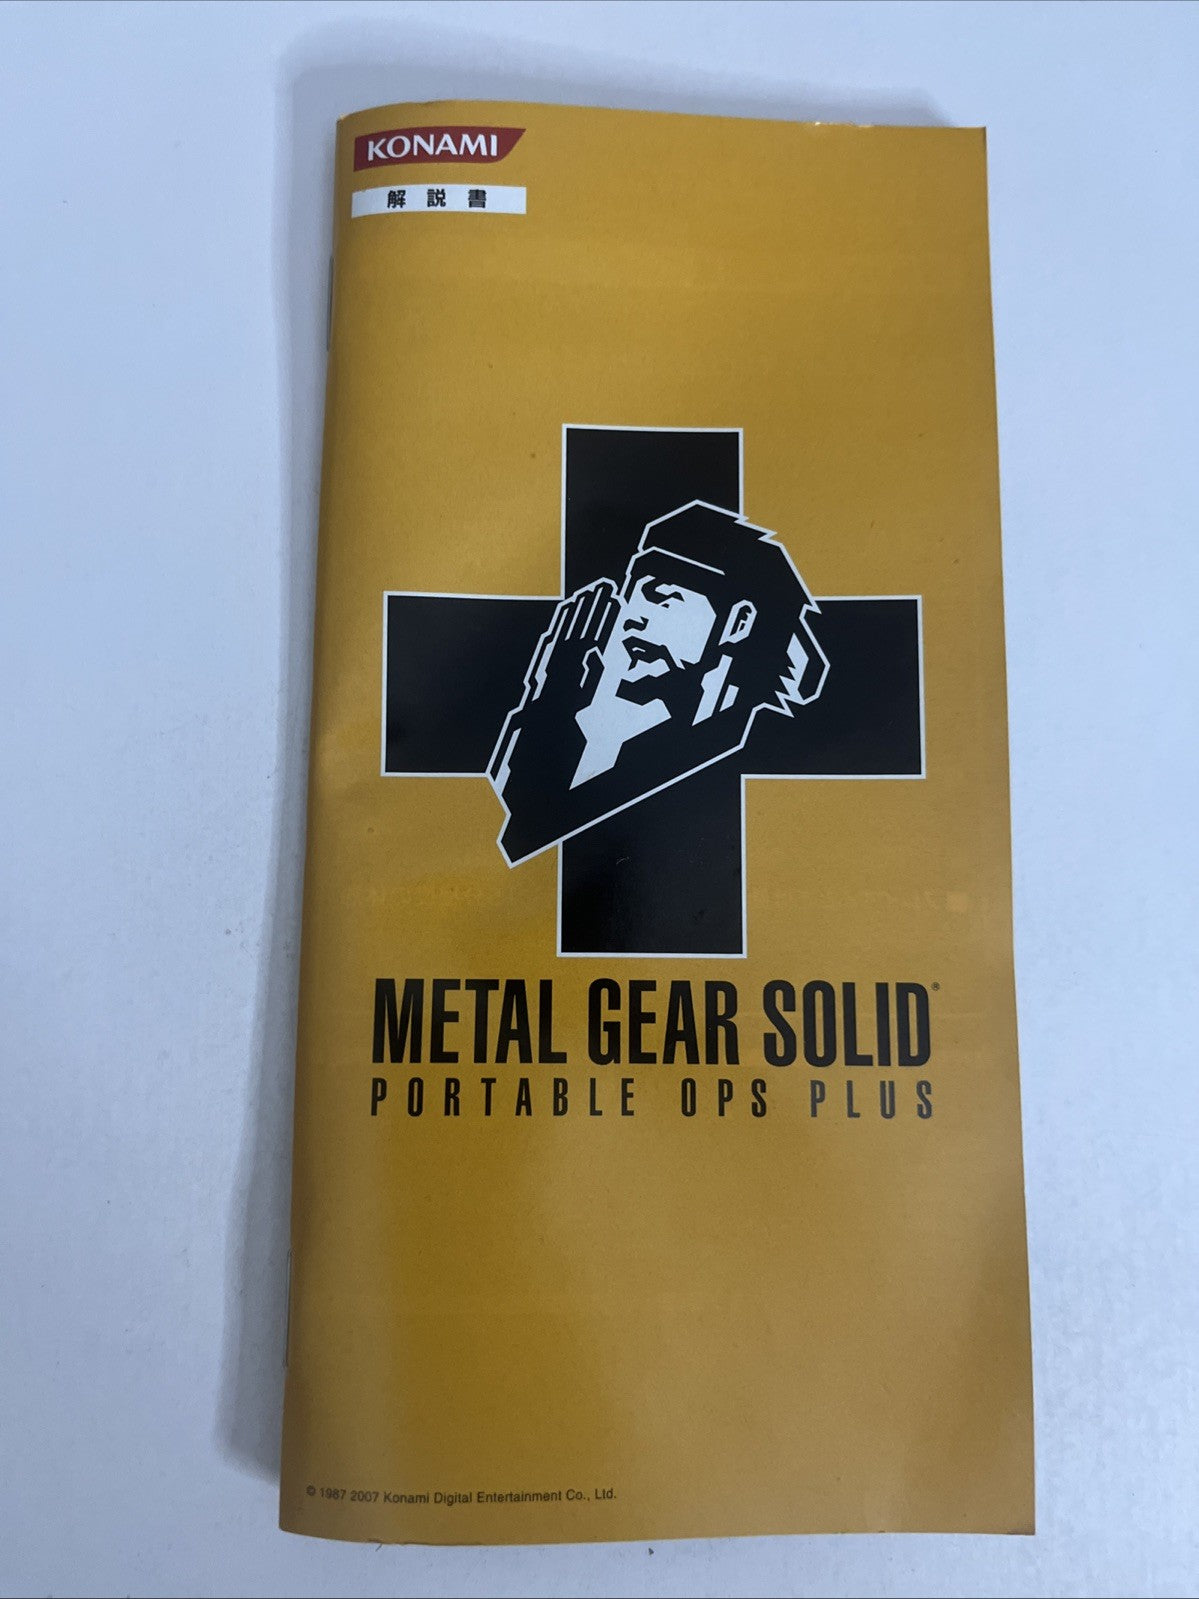 KONAMI
解説書
METAL GEAR SOLID®
PORTABLE OPS PLUS
© 1987 2007 Konami Digital Entertainment Co., Ltd.